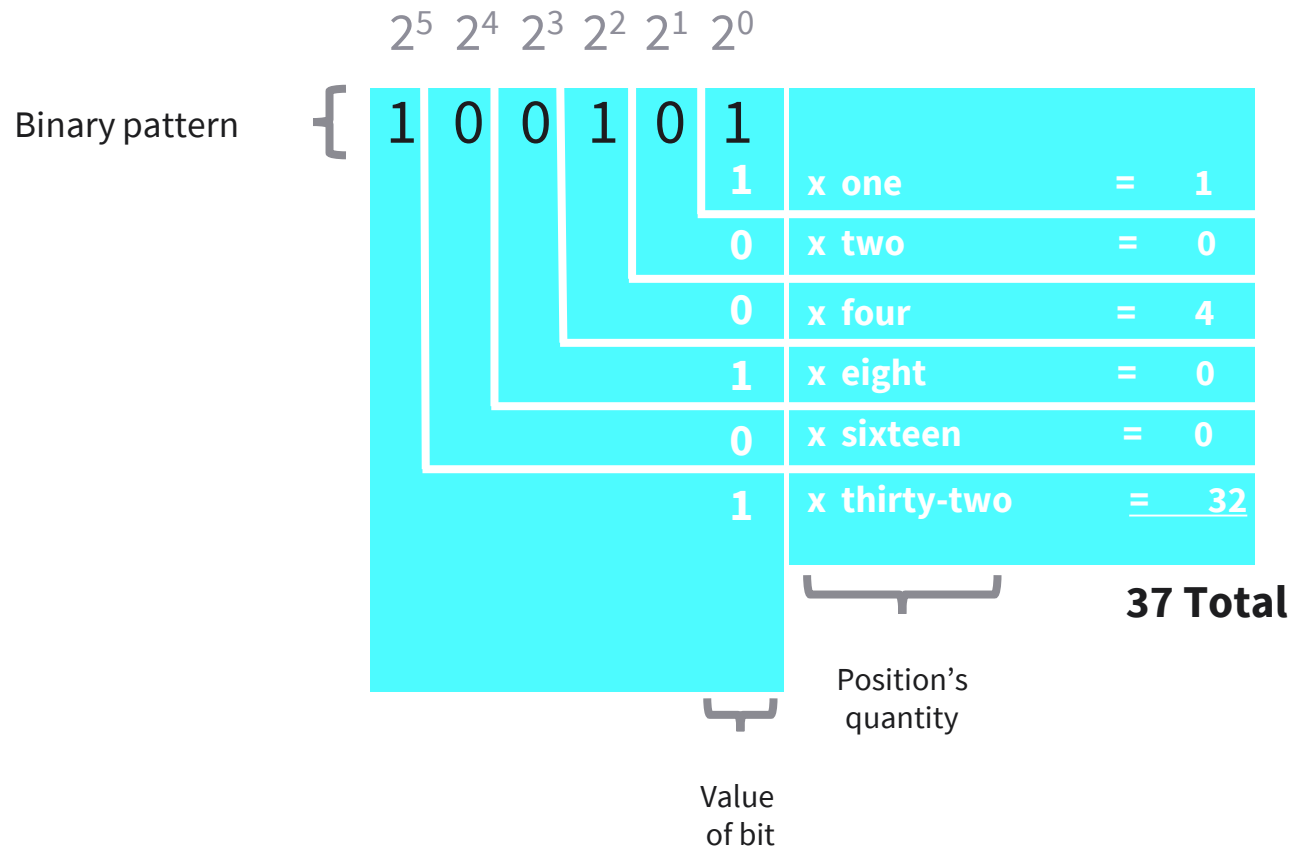 2⁵ 2⁴ 2³ 2² 2¹ 2⁰
Binary pattern 1 0 0 1 0 1
1 x one = 1
0 x two = 0
0 x four = 4
1 x eight = 0
0 x sixteen = 0
1 x thirty-two = 32
37 Total
Position’s
quantity
Value
of bit